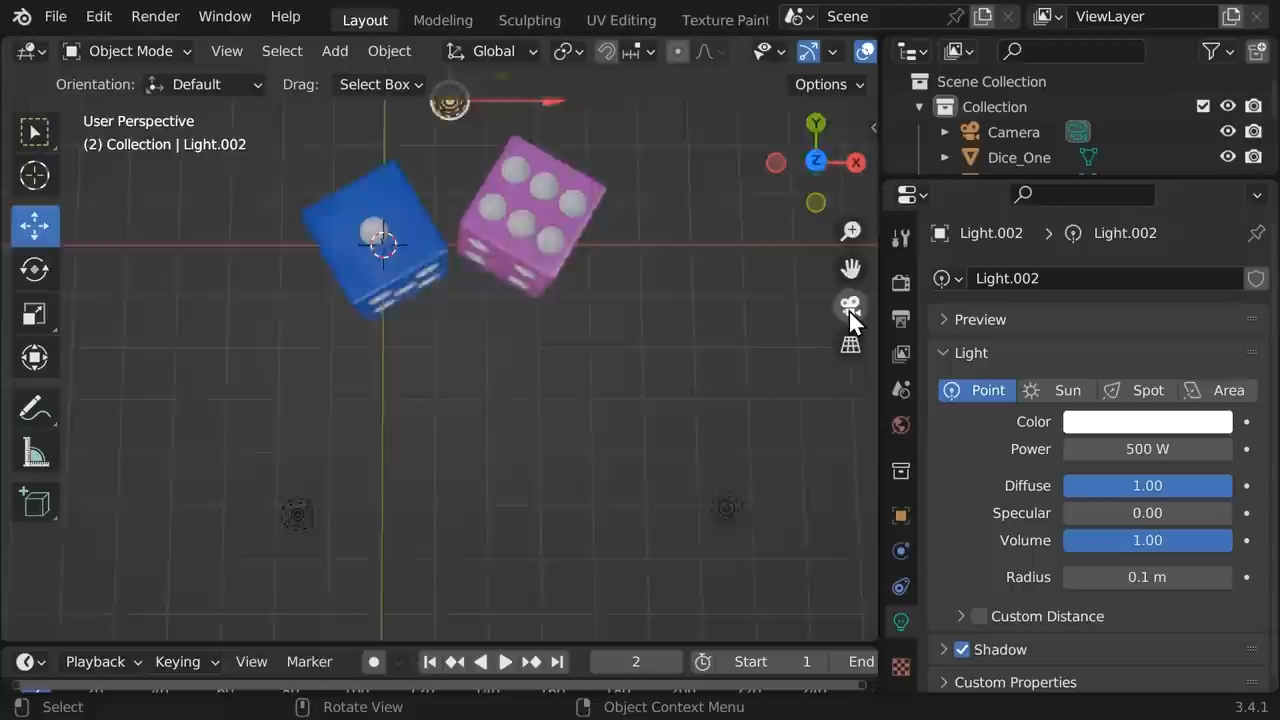 File Edit Render Window Help Layout Modeling Sculpting UV Editing Texture Paint Scene ViewLayer
Object Mode View Select Add Object Global
Orientation: Default Drag: Select Box Options
Scene Collection
Collection
Camera
Dice_One
User Perspective
(2) Collection | Light.002
Y
Z
X
Light.002 Light.002
Light.002
Preview
Light
Point Sun Spot Area
Color
Power 500 W
Diffuse 1.00
Specular 0.00
Volume 1.00
Radius 0.1 m
Custom Distance
Shadow
Custom Properties
Playback Keying Marker 2 Start 1 End
Select Rotate View Object Context Menu 3.4.1